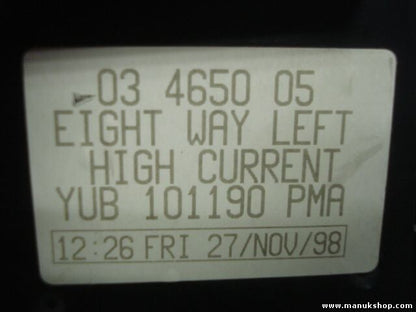 03 4650 05
EIGHT WAY LEFT
HIGH CURRENT
YUB 101190 PMA
12:26 FRI 27/NOV/98
www.manukshop.com